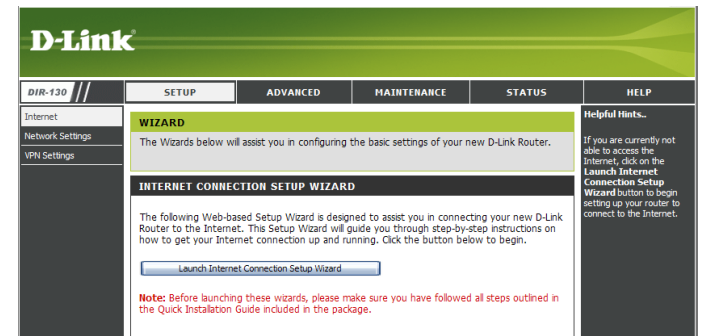 D-Link
DIR-130 //
SETUP
ADVANCED
MAINTENANCE
STATUS
HELP
Internet
Network Settings
VPN Settings
WIZARD
The Wizards below will assist you in configuring the basic settings of your new D-Link Router.
INTERNET CONNECTION SETUP WIZARD
The following Web-based Setup Wizard is designed to assist you in connecting your new D-Link
Router to the Internet. This Setup Wizard will guide you through step-by-step instructions on
how to get your Internet connection up and running. Click the button below to begin.
Launch Internet Connection Setup Wizard
Note: Before launching these wizards, please make sure you have followed all steps outlined in
the Quick Installation Guide included in the package.
Helpful Hints..
If you are currently not
able to access the
Internet, click on the
Launch Internet
Connection Setup
Wizard button to begin
setting up your router to
connect to the Internet.